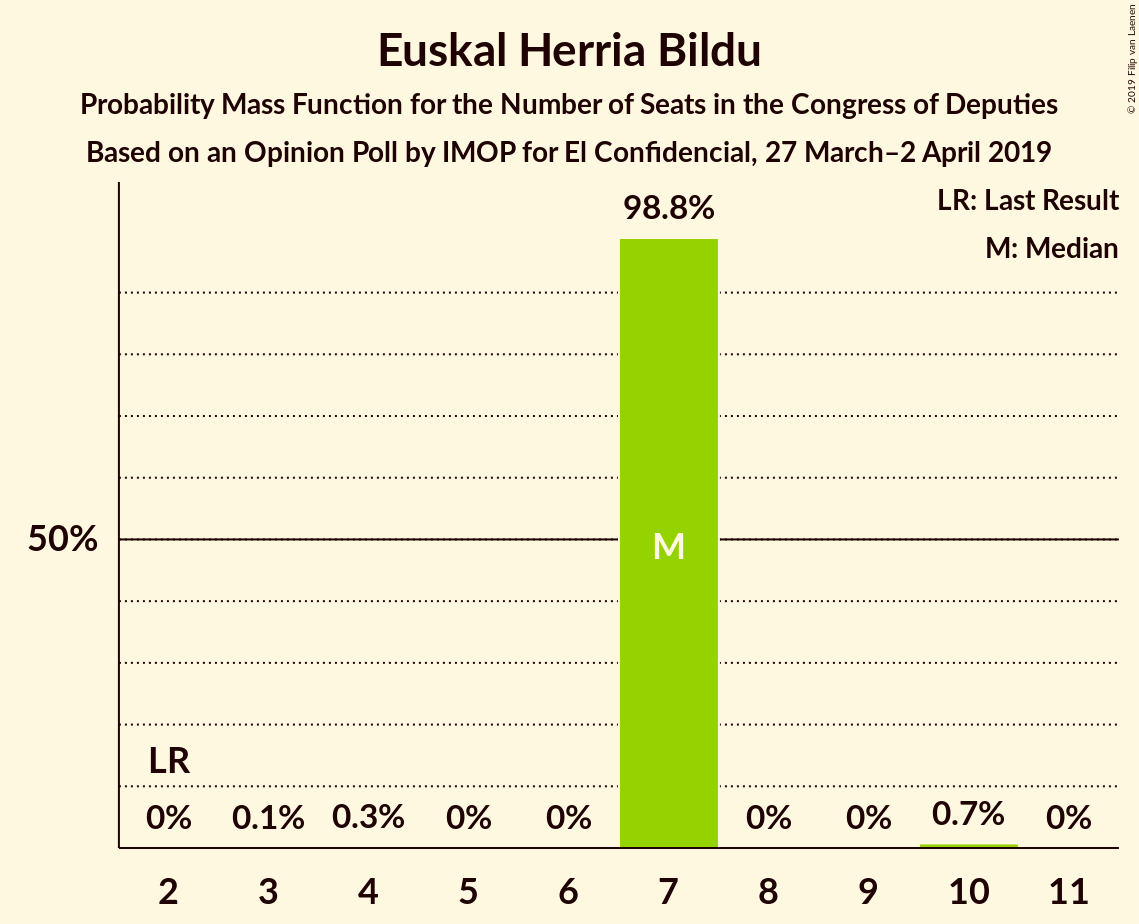 Euskal Herria Bildu
Probability Mass Function for the Number of Seats in the Congress of Deputies
Based on an Opinion Poll by IMOP for El Confidencial, 27 March–2 April 2019
© 2019 Filip van Laenen
LR: Last Result
M: Median
98.8%
50%
M
LR
0% 0.1% 0.3% 0% 0% 0% 0% 0.7% 0%
2 3 4 5 6 7 8 9 10 11